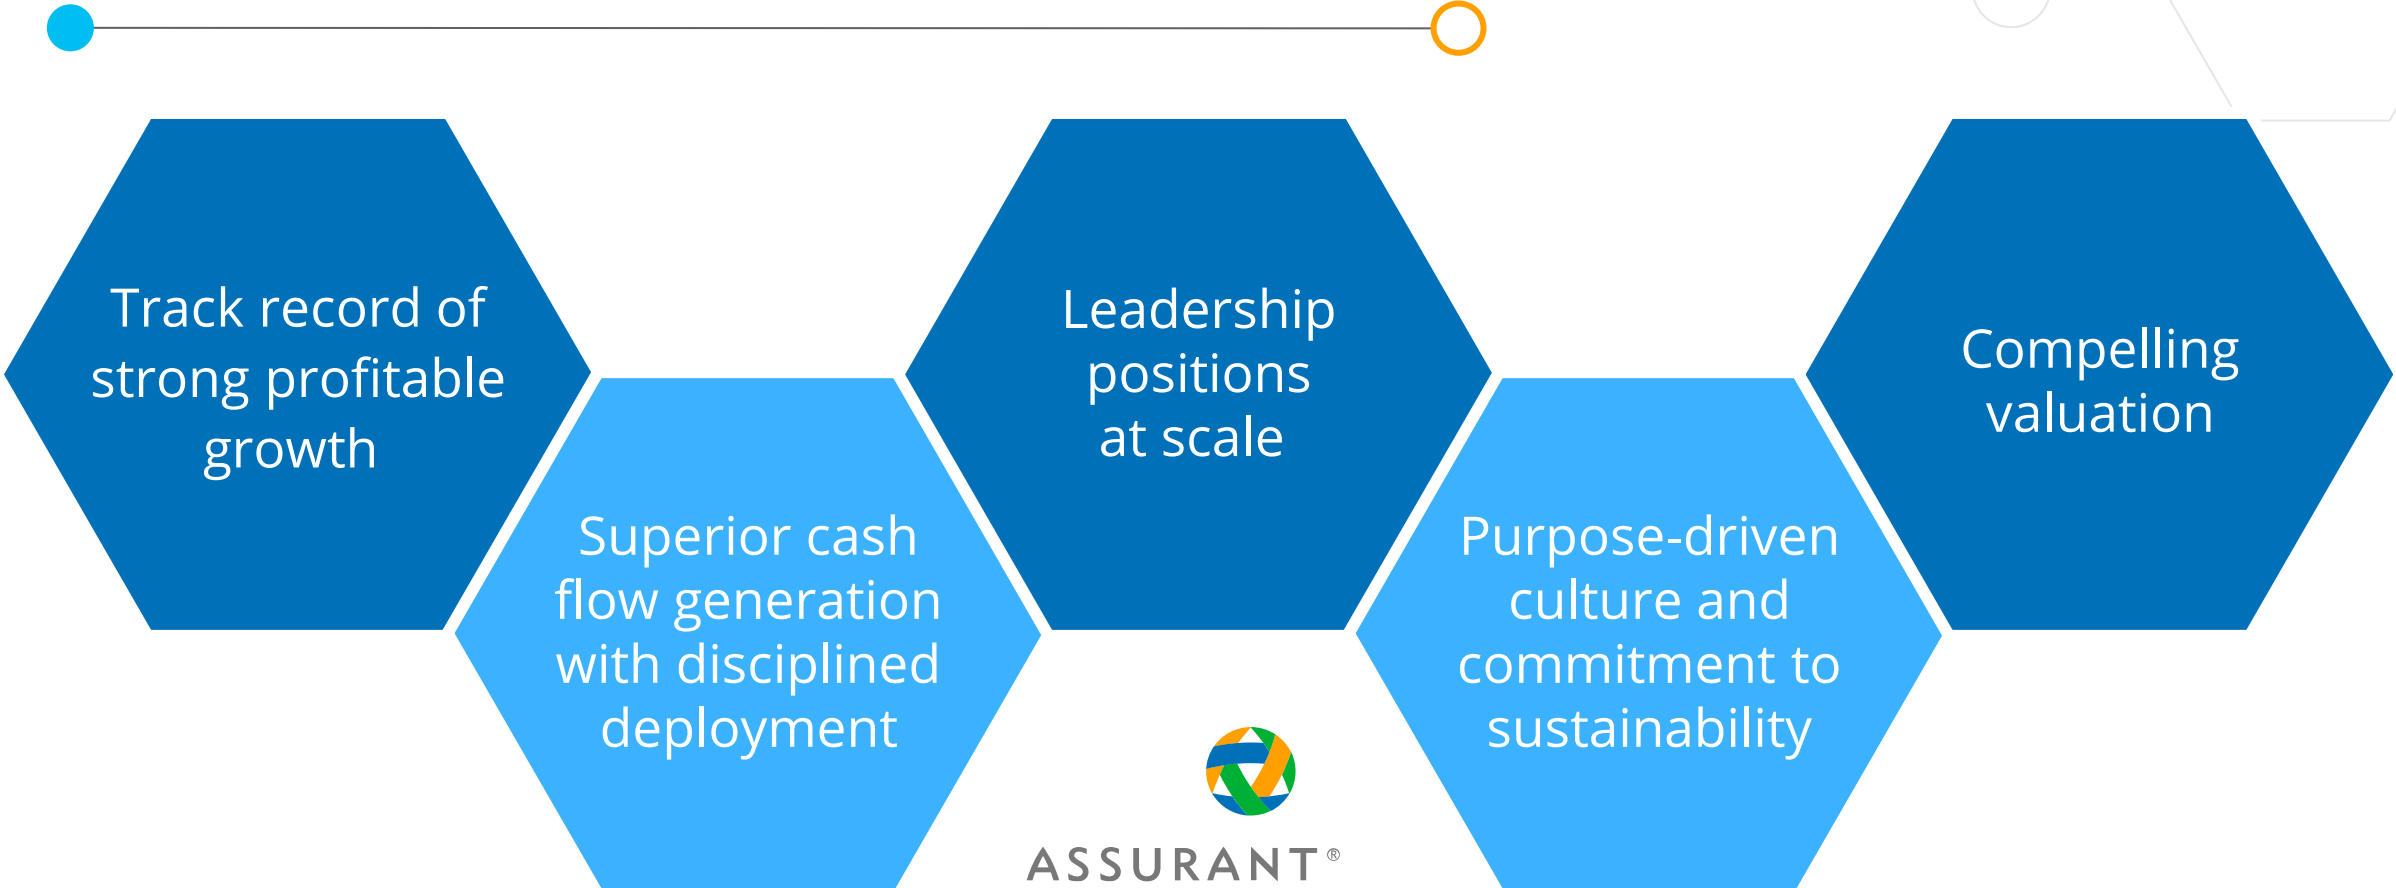 Track record of
strong profitable
growth
Superior cash
flow generation
with disciplined
deployment
Leadership
positions
at scale
Purpose-driven
culture and
commitment to
sustainability
Compelling
valuation
ASSURANT®